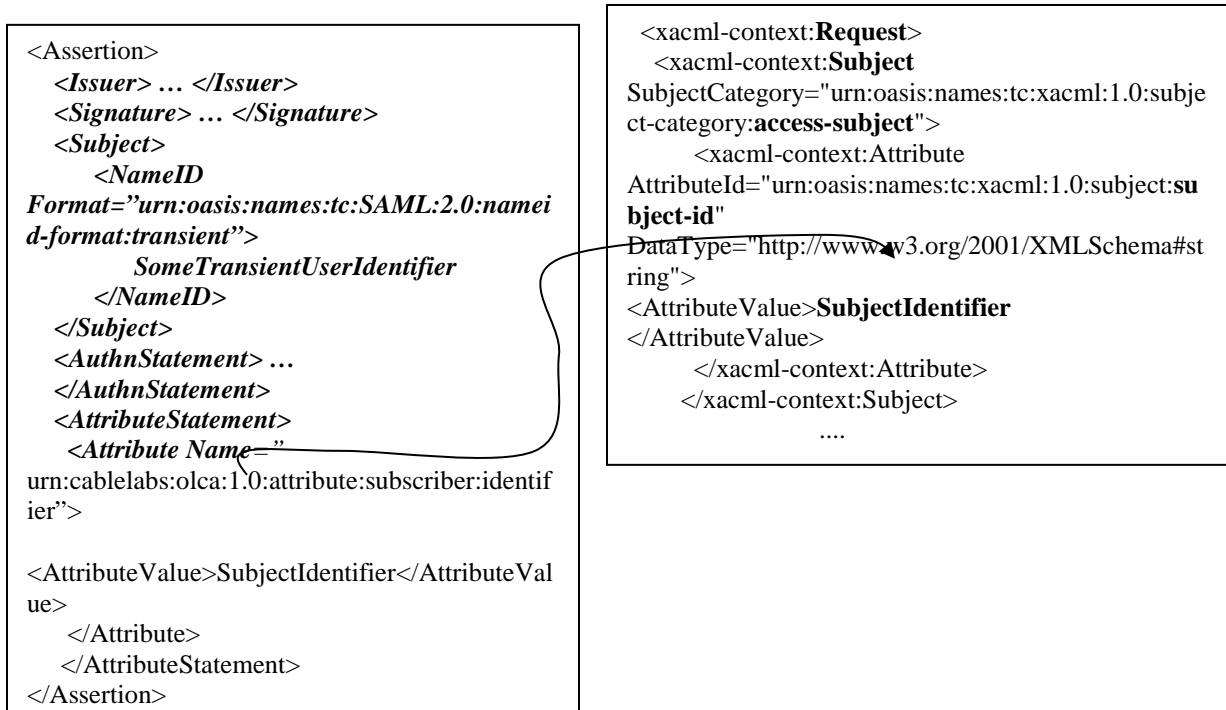 <Assertion>
<Issuer> … </Issuer>
<Signature> … </Signature>
<Subject>
<NameID
Format=”urn:oasis:names:tc:SAML:2.0:namei
d-format:transient”>
SomeTransientUserIdentifier
</NameID>
</Subject>
<AuthnStatement> …
</AuthnStatement>
<AttributeStatement>
<Attribute Name=”
urn:cablelabs:olca:1.0:attribute:subscriber:identif
ier”>
<AttributeValue>SubjectIdentifier</AttributeVal
ue>
</Attribute>
</AttributeStatement>
</Assertion>
<xacml-context:Request>
<xacml-context:Subject
SubjectCategory="urn:oasis:names:tc:xacml:1.0:subje
ct-category:access-subject">
<xacml-context:Attribute
AttributeId="urn:oasis:names:tc:xacml:1.0:subject:su
bject-id"
DataType="http://www.w3.org/2001/XMLSchema#st
ring">
<AttributeValue>SubjectIdentifier
</AttributeValue>
</xacml-context:Attribute>
</xacml-context:Subject>
....